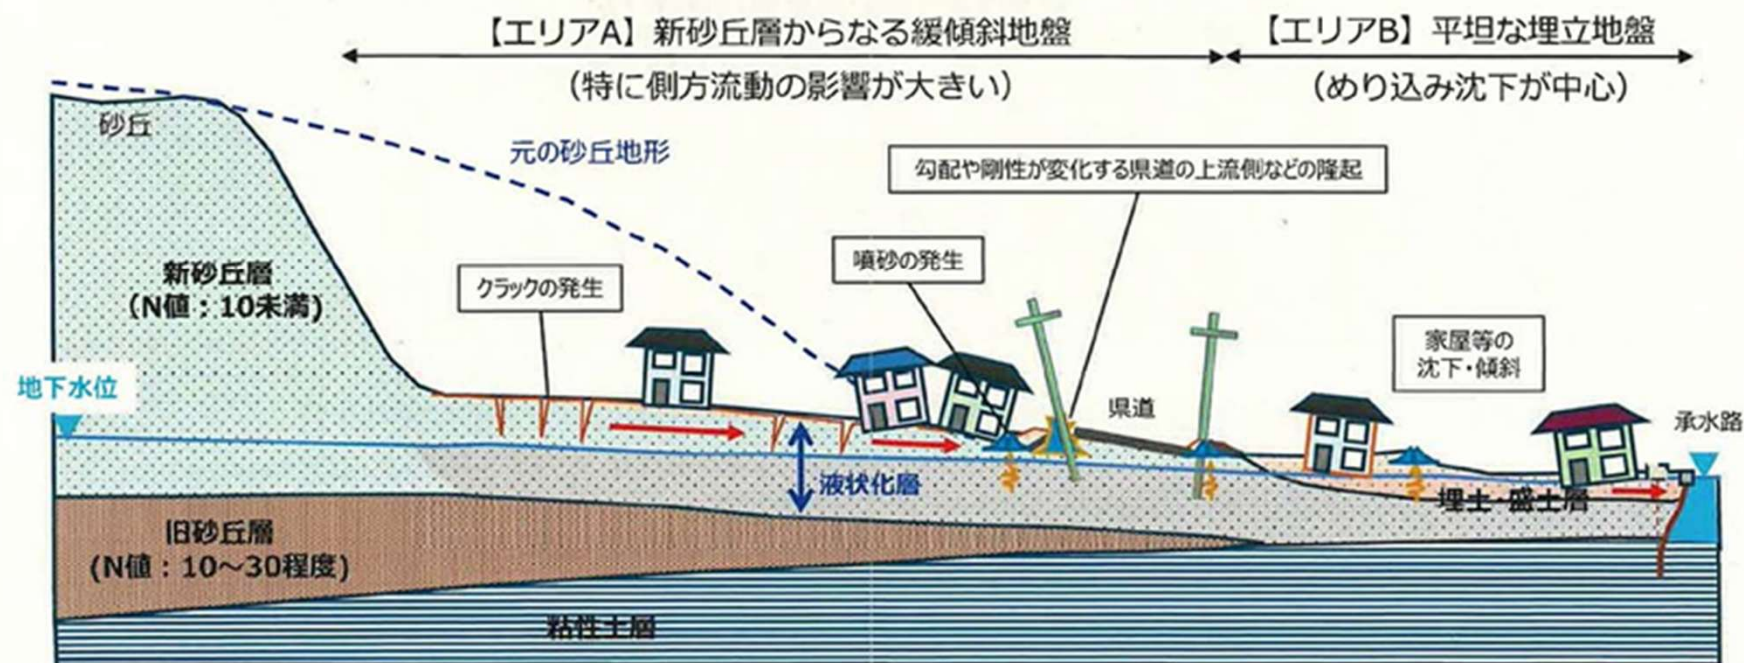 【エリアA】新砂丘層からなる緩傾斜地盤
(特に側方流動の影響が大きい)
【エリアB】平坦な埋立地盤
(めり込み沈下が中心)
砂丘
元の砂丘地形
勾配や剛性が変化する県道の上流側などの隆起
噴砂の発生
クラックの発生
新砂丘層
(N値：10未満)
家屋等の
沈下・傾斜
地下水位
県道
承水路
液状化層
埋土・盛土層
旧砂丘層
(N値：10～30程度)
粘性土層